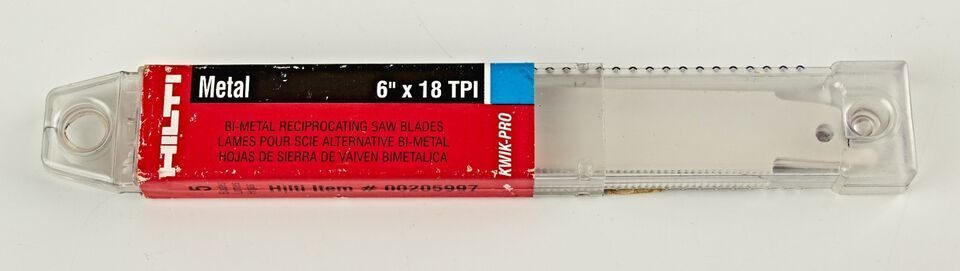 HILTI
Metal 6" x 18 TPI
BI-METAL RECIPROCATING SAW BLADES
LAMES POUR SCIE ALTERNATIVE BI-METAL
HOJAS DE SIERRA DE VAIVEN BIMETALICA
KWIK-PRO
5 Hilti Item # 00205997